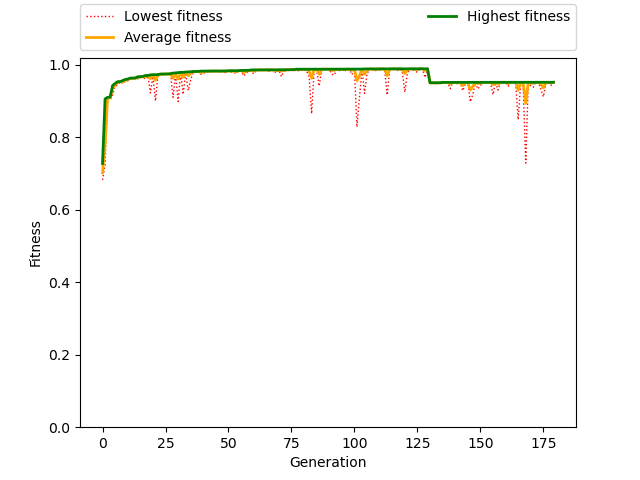 Lowest fitness
Average fitness
Highest fitness
1.0
0.8
0.6
0.4
0.2
0.0
Fitness
0 25 50 75 100 125 150 175
Generation